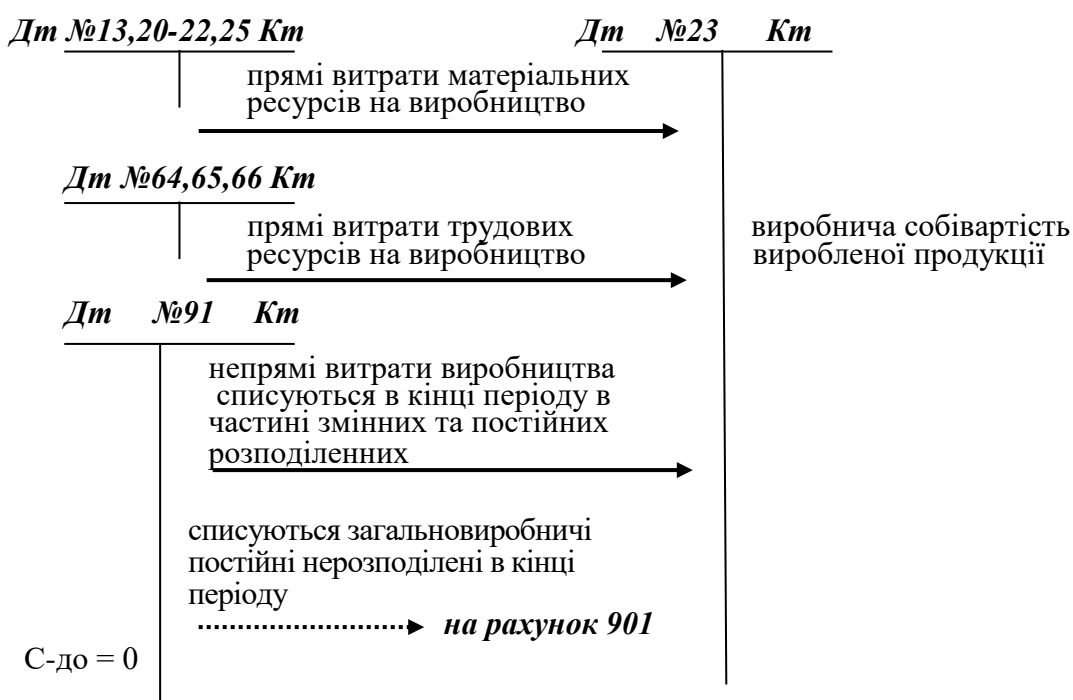 Дт №13,20-22,25 Кт
Дт №23 Кт
прямі витрати матеріальних
ресурсів на виробництво
Дт №64,65,66 Кт
прямі витрати трудових
ресурсів на виробництво
виробнича собівартість
виробленої продукції
Дт №91 Кт
непрямі витрати виробництва
списуються в кінці періоду в
частині змінних та постійних
розподіленних
списуються загальновиробничі
постійні нерозподілені в кінці
періоду
на рахунок 901
С-до = 0